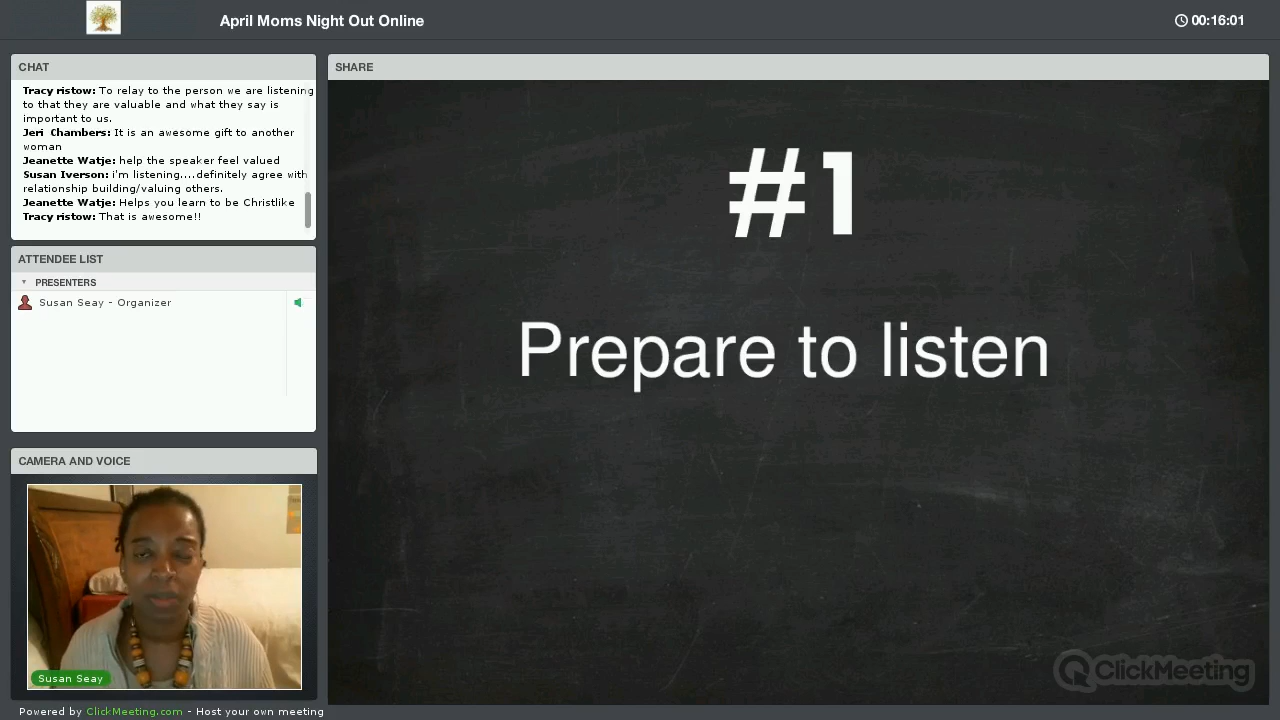 April Moms Night Out Online
00:16:01
CHAT
Tracy ristow: To relay to the person we are listening
to that they are valuable and what they say is
important to us.
Jeri Chambers: It is an awesome gift to another
woman
Jeanette Watje: help the speaker feel valued
Susan Iverson: i'm listening....definitely agree with
relationship building/valuing others.
Jeanette Watje: Helps you learn to be Christlike
Tracy ristow: That is awesome!!
ATTENDEE LIST
PRESENTERS
Susan Seay - Organizer
CAMERA AND VOICE
Susan Seay
Powered by ClickMeeting.com - Host your own meeting
SHARE
#1
Prepare to listen
ClickMeeting